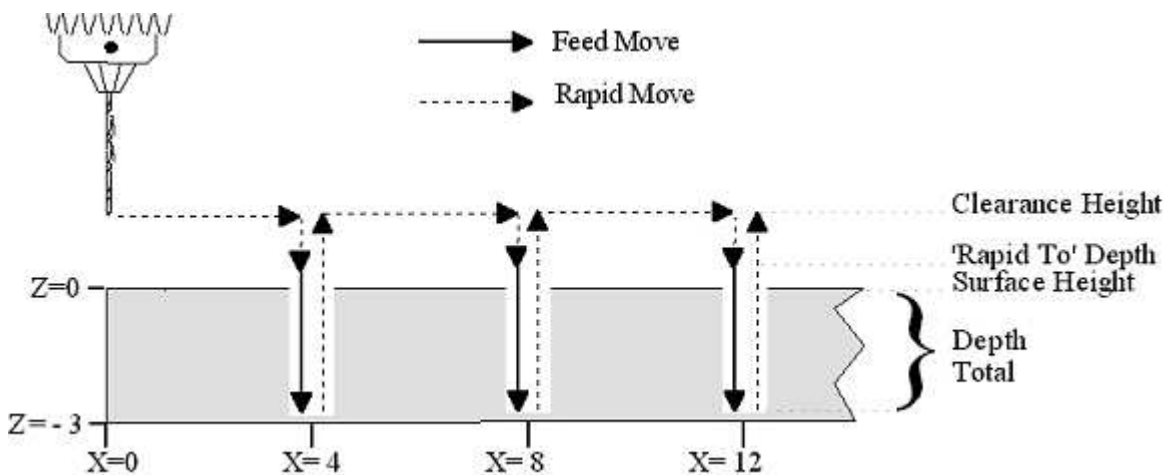 Feed Move
Rapid Move
Clearance Height
'Rapid To' Depth
Z=0
Surface Height
Depth
Total
Z= - 3
X=0
X= 4
X= 8
X= 12